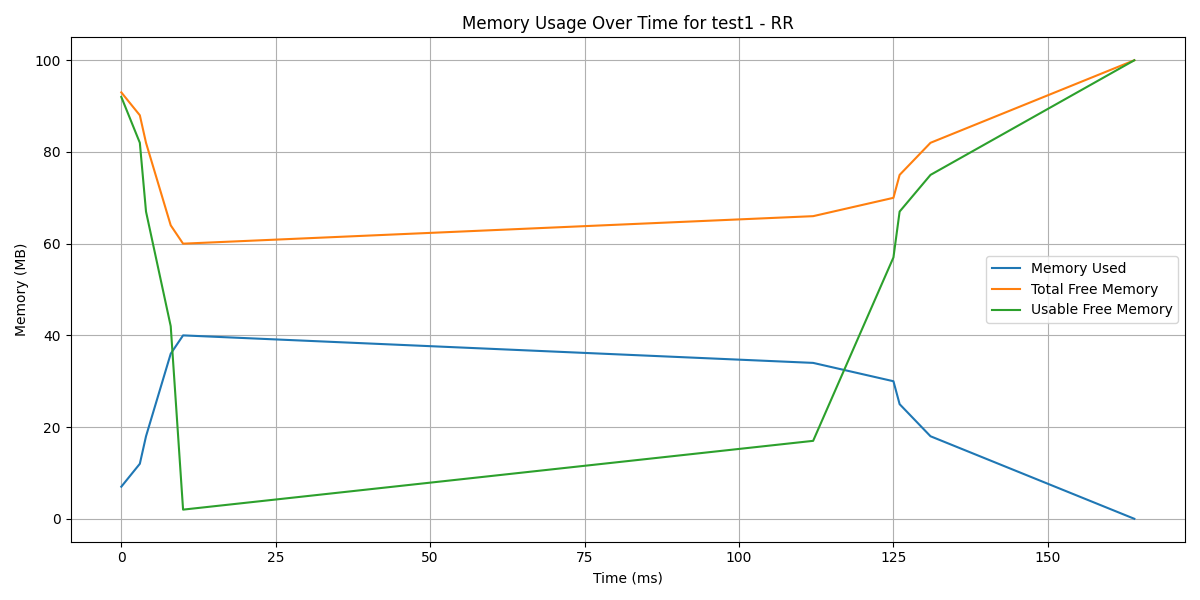 Memory Usage Over Time for test1 - RR
Memory (MB)
100
80
60
40
20
0
Memory Used
Total Free Memory
Usable Free Memory
0 25 50 75 100 125 150
Time (ms)